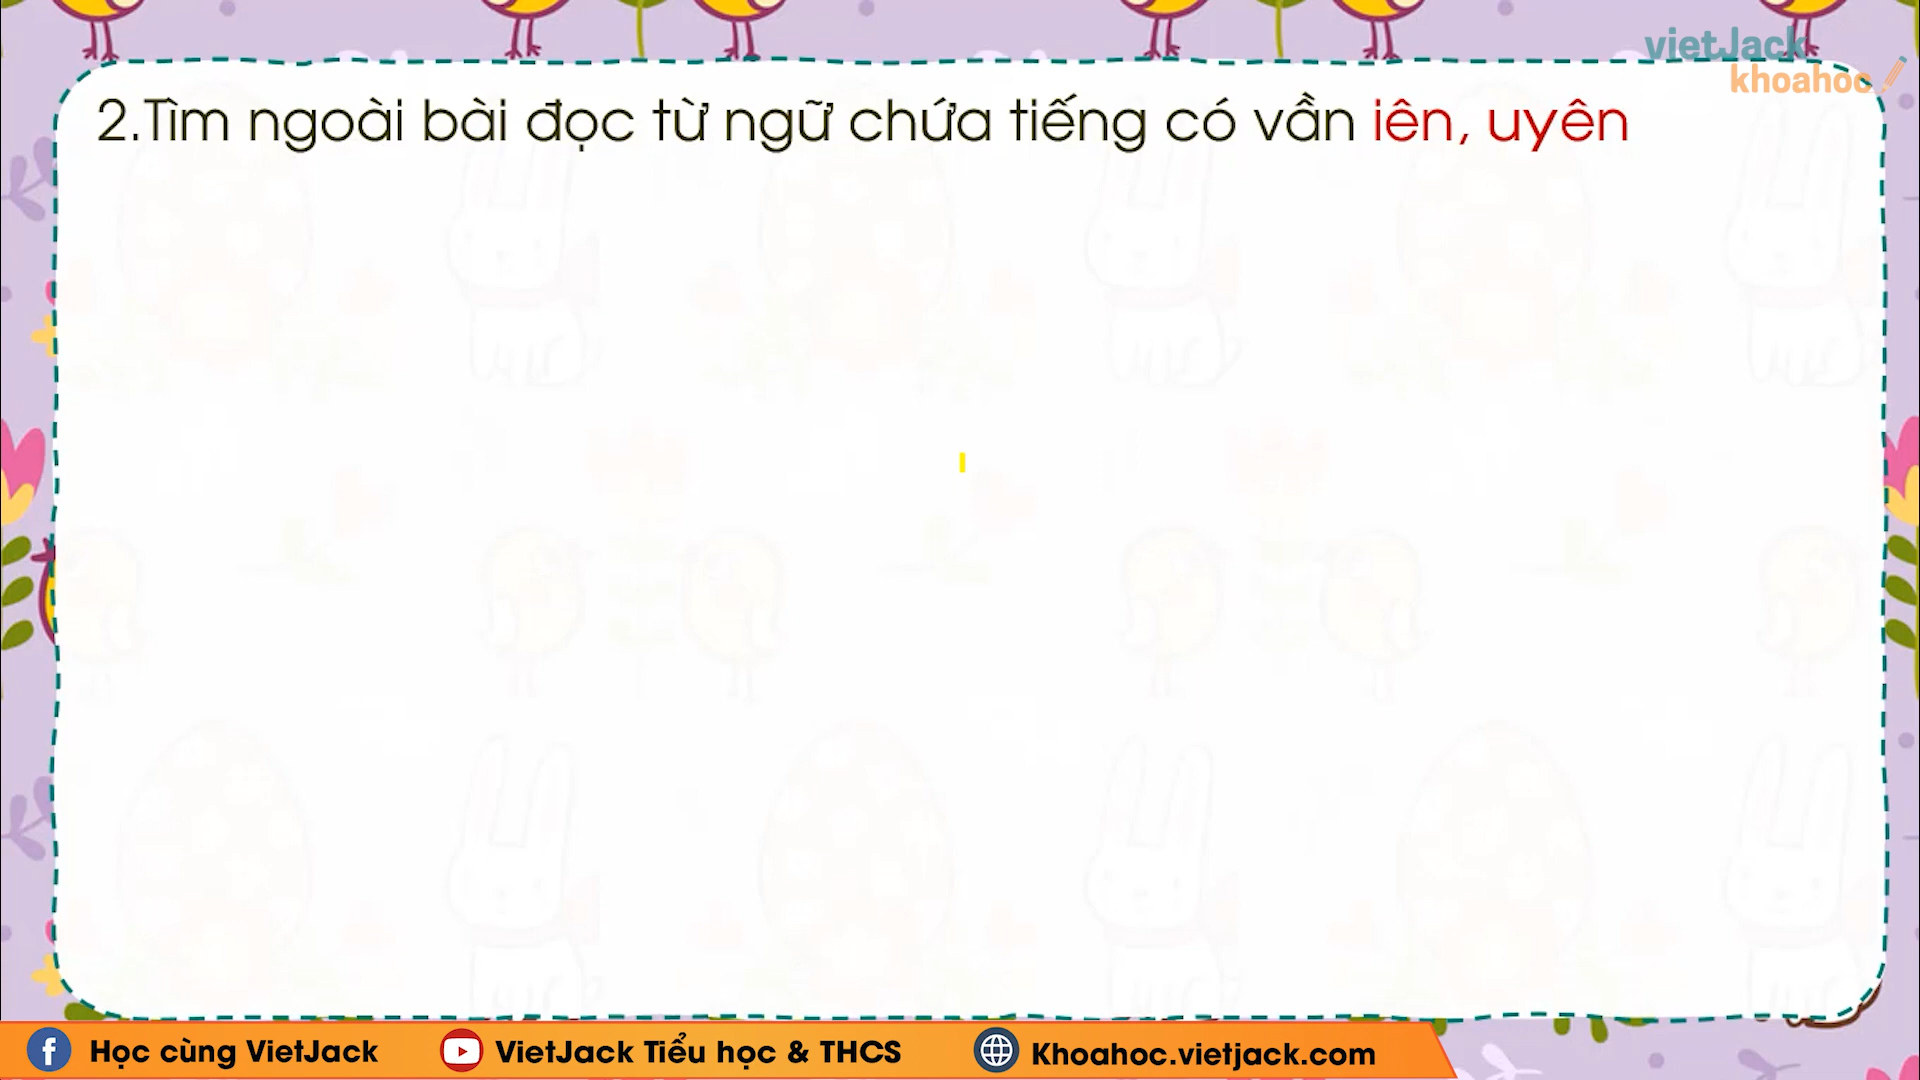 vietJack
khoahoc
2.Tìm ngoài bài đọc từ ngữ chứa tiếng có vần iên, uyên
Học cùng VietJack
VietJack Tiểu học & THCS
Khoahoc.vietjack.com